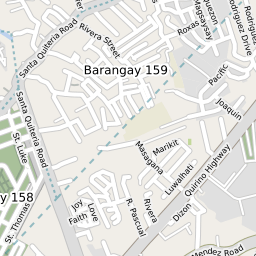 Santa Quiteria Road
Rivera Street
Roxas
Quezon
Magsaysay
Rodriguez
Rodriguez Drive
Barangay 159
Pacific
Joaquin
Santa Quiteria Road
St. Luke
St. Thomas
y 158
Masagana
Marikit
Luwalhati
Quirino Highway
Joy
Faith
Love
R. Pascual
Rivera
Dizon
Mendez Road